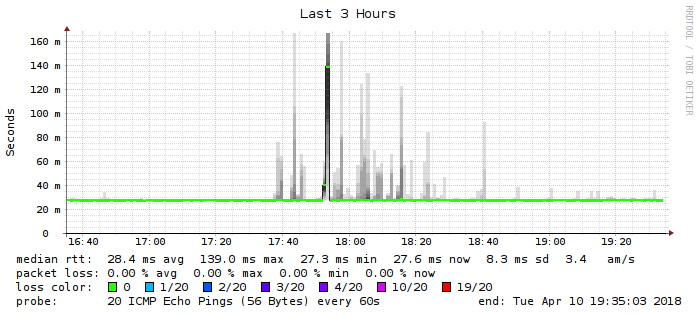 Last 3 Hours
RRDTOOL / TOBI OETIKER
Seconds
160 m
140 m
120 m
100 m
80 m
60 m
40 m
20 m
0
16:40 17:00 17:20 17:40 18:00 18:20 18:40 19:00 19:20
median rtt: 28.4 ms avg 139.0 ms max 27.3 ms min 27.6 ms now 8.3 ms sd 3.4 am/s
packet loss: 0.00 % avg 0.00 % max 0.00 % min 0.00 % now
loss color: 0 1/20 2/20 3/20 4/20 10/20 19/20
probe: 20 ICMP Echo Pings (56 Bytes) every 60s end: Tue Apr 10 19:35:03 2018